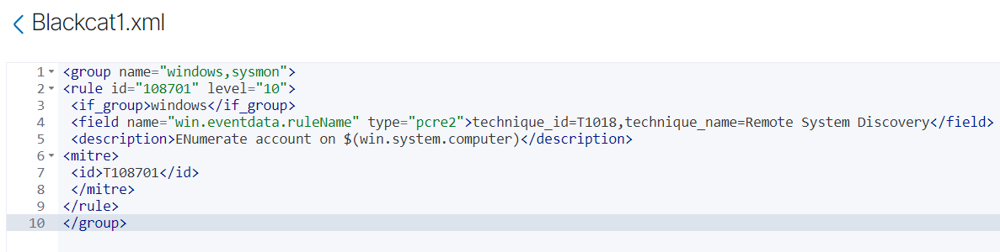 Blackcat1.xml
1 <group name="windows,sysmon">
2 <rule id="108701" level="10">
3 <if_group>windows</if_group>
4 <field name="win.eventdata.ruleName" type="pcre2">technique_id=T1018,technique_name=Remote System Discovery</field>
5 <description>ENumerate account on $(win.system.computer)</description>
6 <mitre>
7 <id>T108701</id>
8 </mitre>
9 </rule>
10 </group>